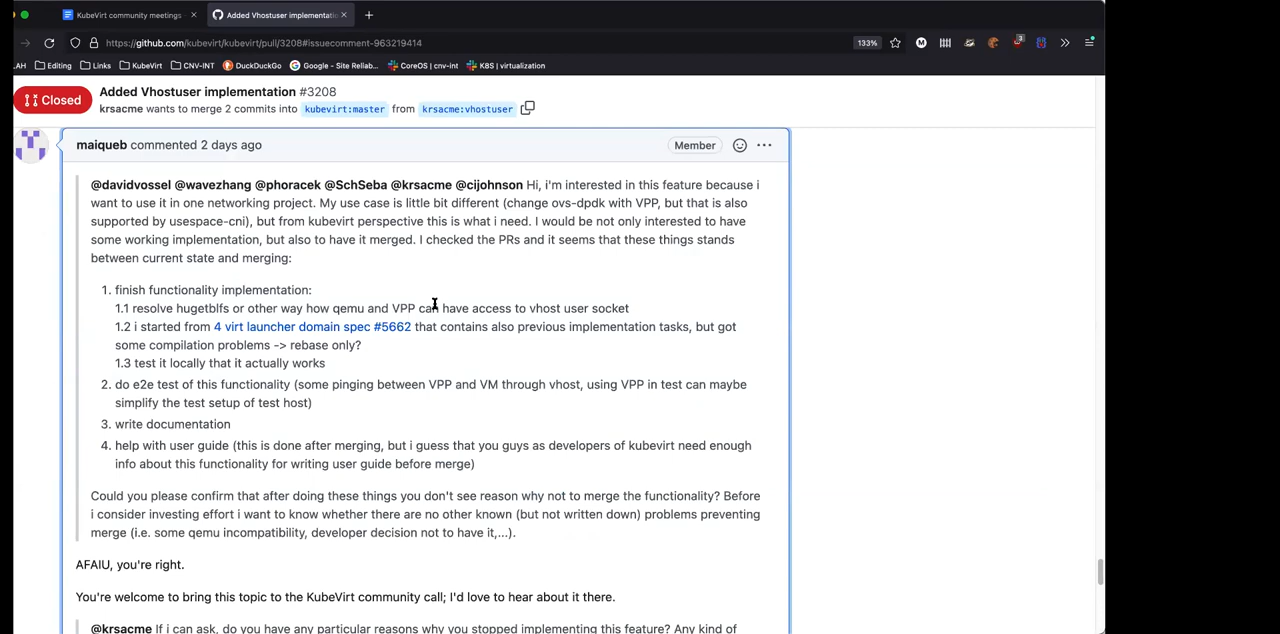 KubeVirt community meetings
Added Vhostuser implementatio
https://github.com/kubevirt/kubevirt/pull/3208#issuecomment-963219414
133%
AH
Editing
Links
KubeVirt
CNV-INT
DuckDuckGo
Google - Site Reliab...
CoreOS | cnv-int
K8S | virtualization
Closed
Added Vhostuser implementation #3208
krsacme wants to merge 2 commits into kubevirt:master from krsacme:vhostuser
maiqueb commented 2 days ago
Member
@davidvossel @wavezhang @phoracek @SchSeba @krsacme @cijohnson Hi, i'm interested in this feature because i
want to use it in one networking project. My use case is little bit different (change ovs-dpdk with VPP, but that is also
supported by usespace-cni), but from kubevirt perspective this is what i need. I would be not only interested to have
some working implementation, but also to have it merged. I checked the PRs and it seems that these things stands
between current state and merging:
1. finish functionality implementation:
1.1 resolve hugetblfs or other way how qemu and VPP can have access to vhost user socket
1.2 i started from 4 virt launcher domain spec #5662 that contains also previous implementation tasks, but got
some compilation problems -> rebase only?
1.3 test it locally that it actually works
2. do e2e test of this functionality (some pinging between VPP and VM through vhost, using VPP in test can maybe
simplify the test setup of test host)
3. write documentation
4. help with user guide (this is done after merging, but i guess that you guys as developers of kubevirt need enough
info about this functionality for writing user guide before merge)
Could you please confirm that after doing these things you don't see reason why not to merge the functionality? Before
i consider investing effort i want to know whether there are no other known (but not written down) problems preventing
merge (i.e. some qemu incompatibility, developer decision not to have it,...).
AFAIU, you're right.
You're welcome to bring this topic to the KubeVirt community call; I'd love to hear about it there.
@krsacme If i can ask, do you have any particular reasons why you stopped implementing this feature? Any kind of